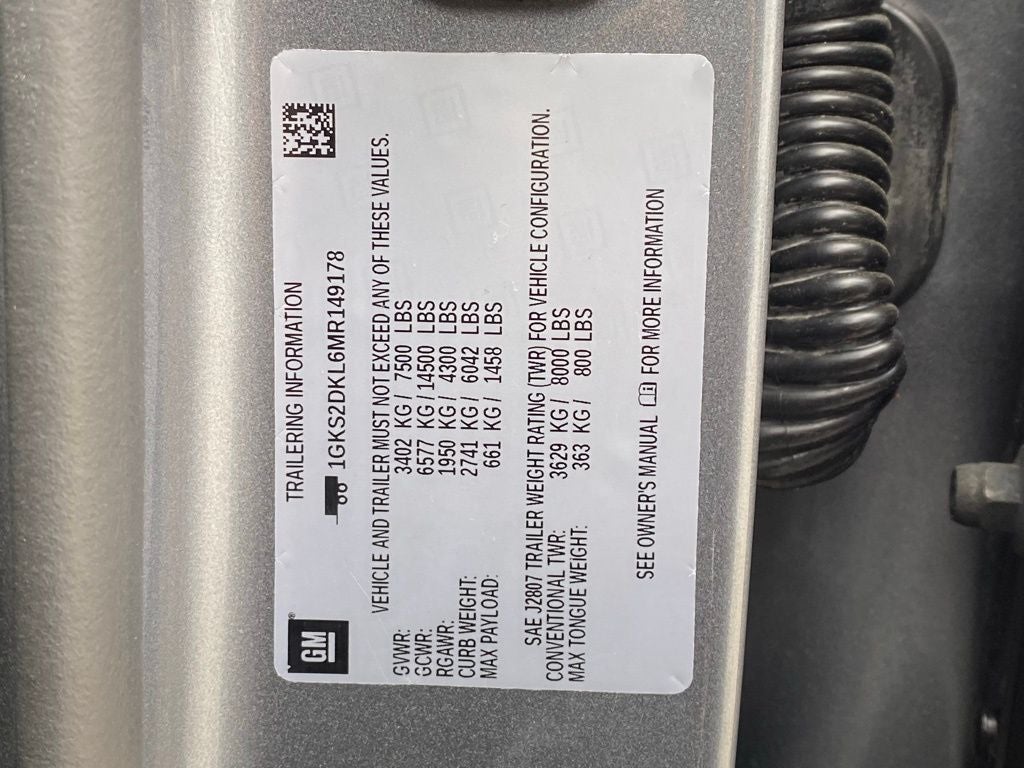 GM
TRAILERING INFORMATION
1GKS2DKL6MR149178
VEHICLE AND TRAILER MUST NOT EXCEED ANY OF THESE VALUES.
GVWR: 3402 KG / 7500 LBS
GCWR: 6577 KG / 14500 LBS
RGAWR: 1950 KG / 4300 LBS
CURB WEIGHT: 2741 KG / 6042 LBS
MAX PAYLOAD: 661 KG / 1458 LBS
SAE J2807 TRAILER WEIGHT RATING (TWR) FOR VEHICLE CONFIGURATION.
CONVENTIONAL TWR: 3629 KG / 8000 LBS
MAX TONGUE WEIGHT: 363 KG / 800 LBS
SEE OWNER'S MANUAL FOR MORE INFORMATION